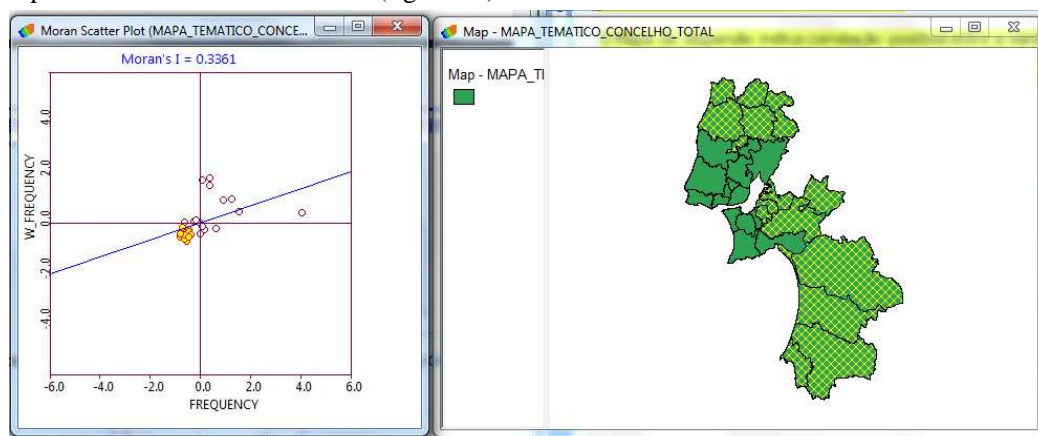 Moran Scatter Plot (MAPA_TEMATICO_CONCE...
Moran's I = 0.3361
4.0
2.0
0.0
-2.0
-4.0
W_FREQUENCY
-6.0 -4.0 -2.0 0.0 2.0 4.0 6.0
FREQUENCY
Map - MAPA_TEMATICO_CONCELHO_TOTAL
Map - MAPA_TI